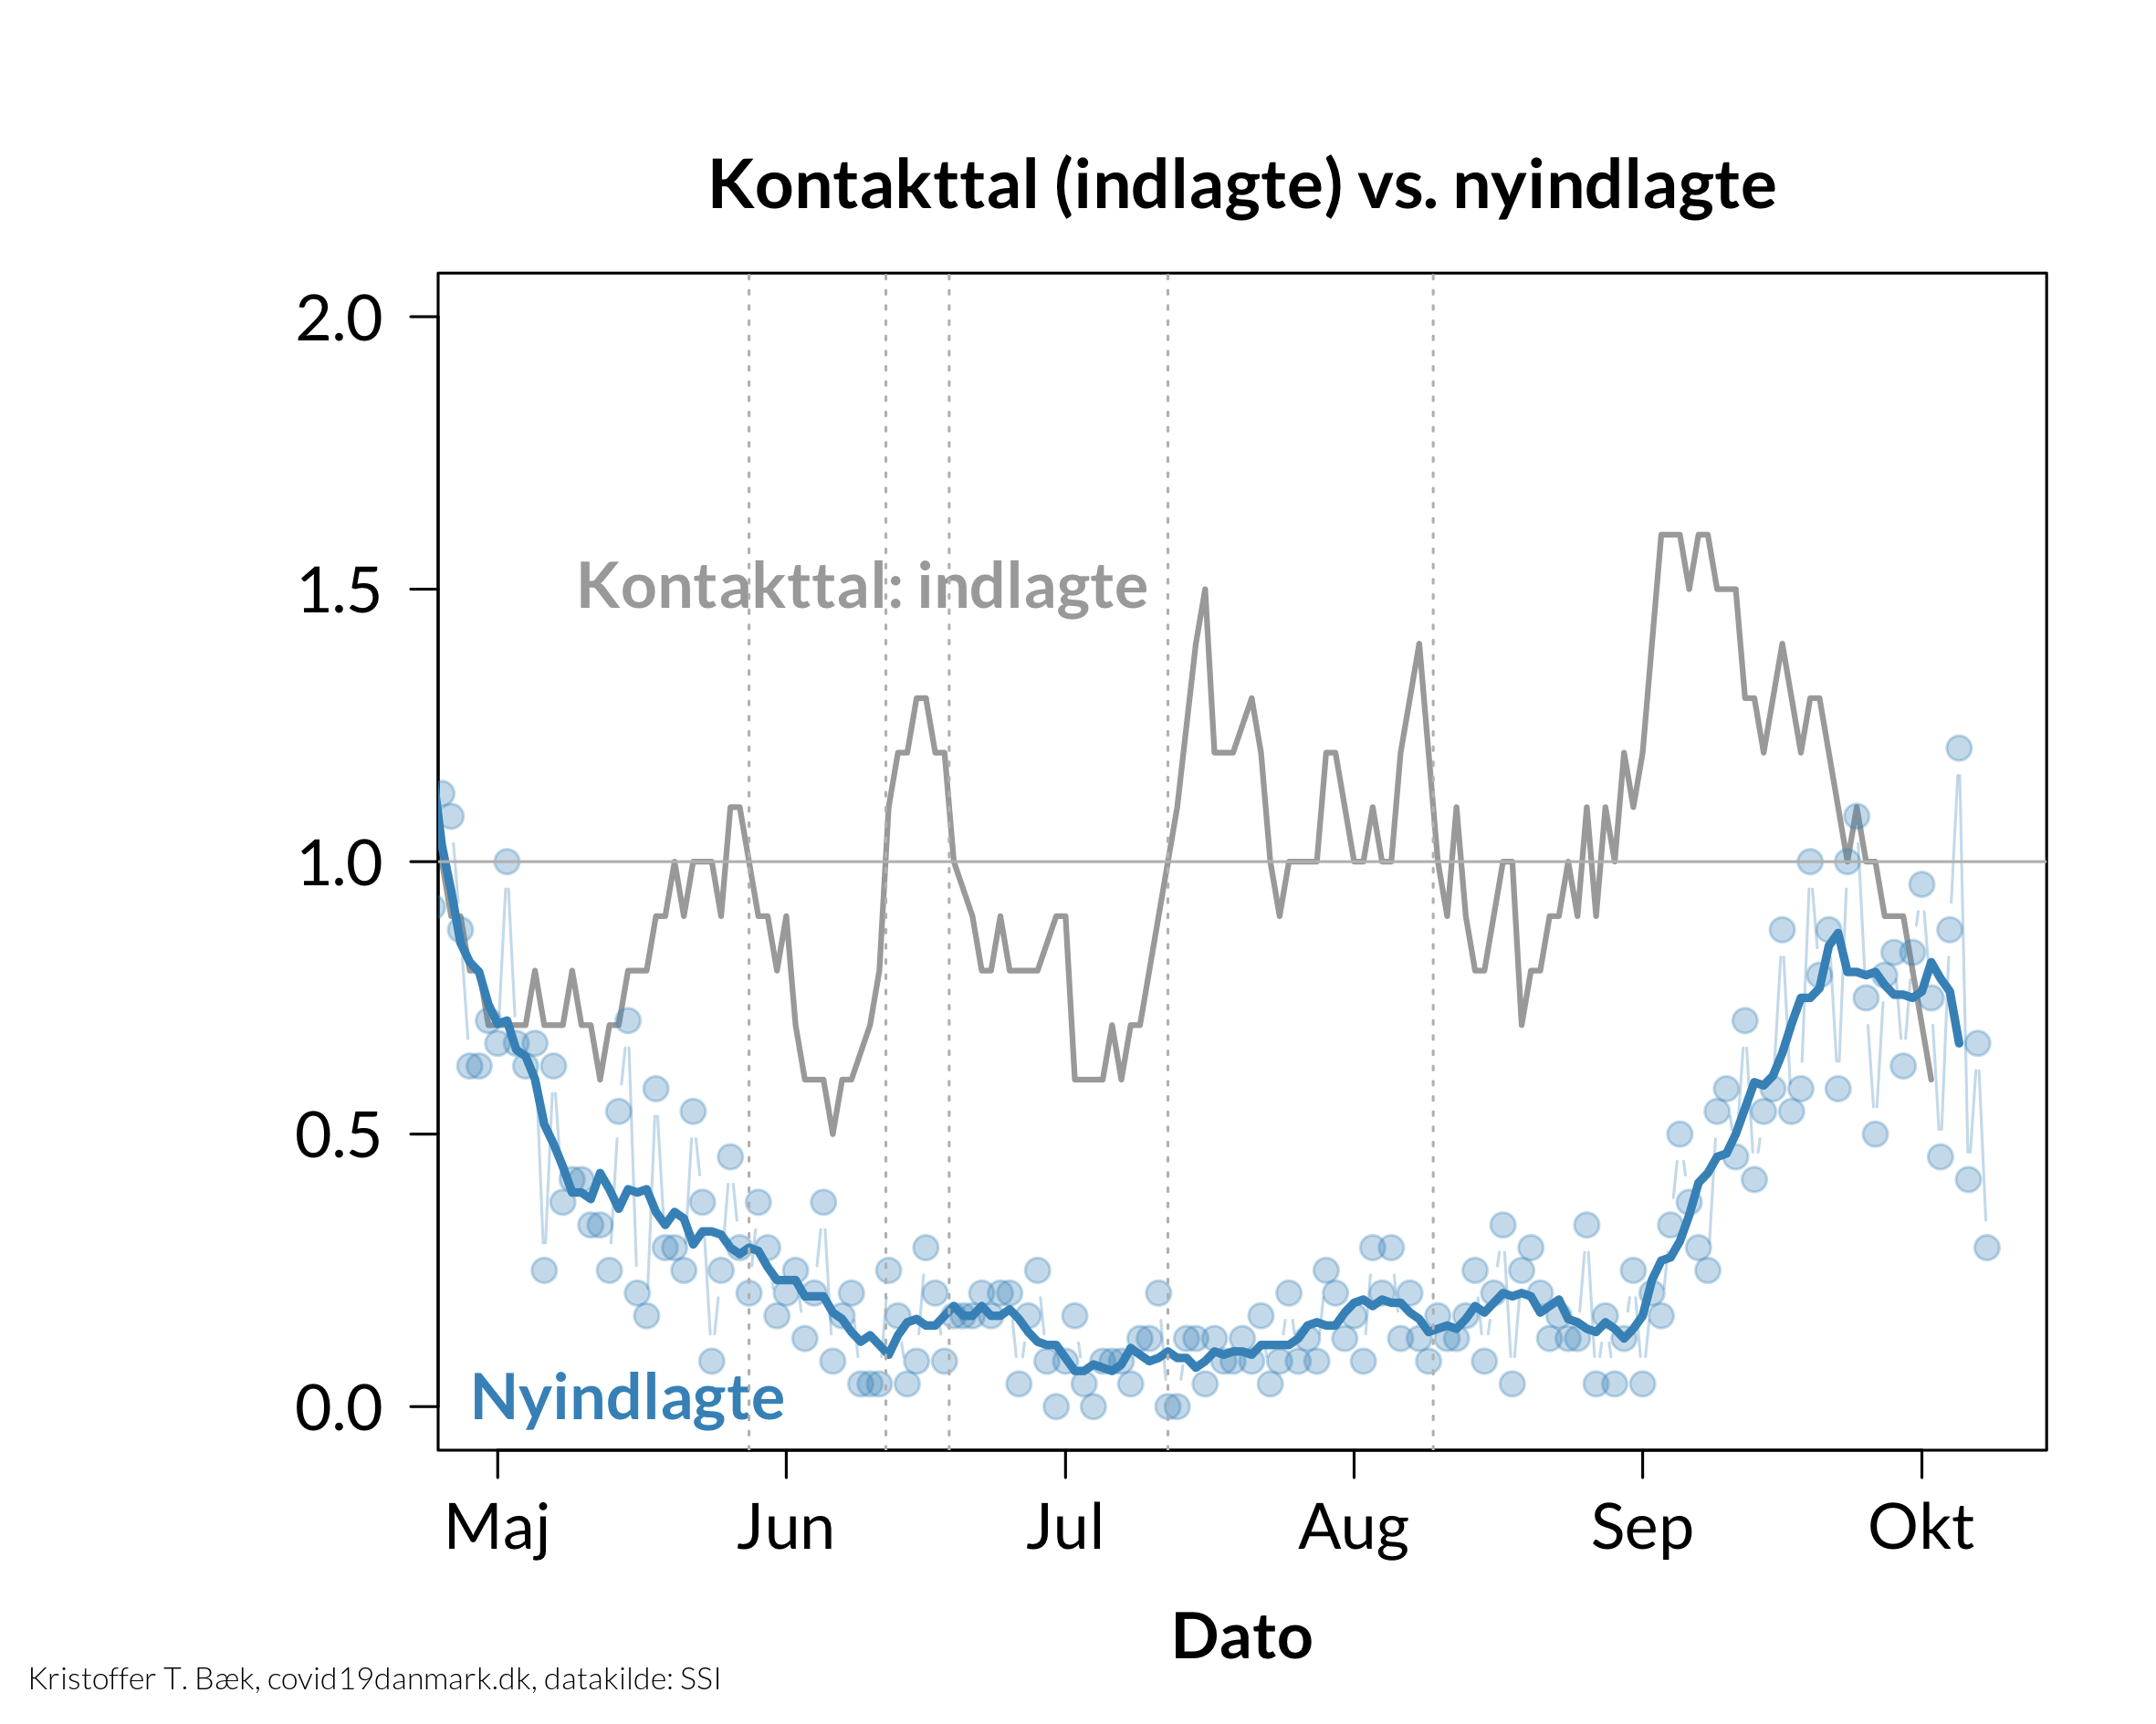 Kontakttal (indlagte) vs. nyindlagte
2.0
1.5
1.0
0.5
0.0
Kontakttal: indlagte
Nyindlagte
Maj Jun Jul Aug Sep Okt
Dato
Kristoffer T. Bæk, covid19danmark.dk, datakilde: SSI